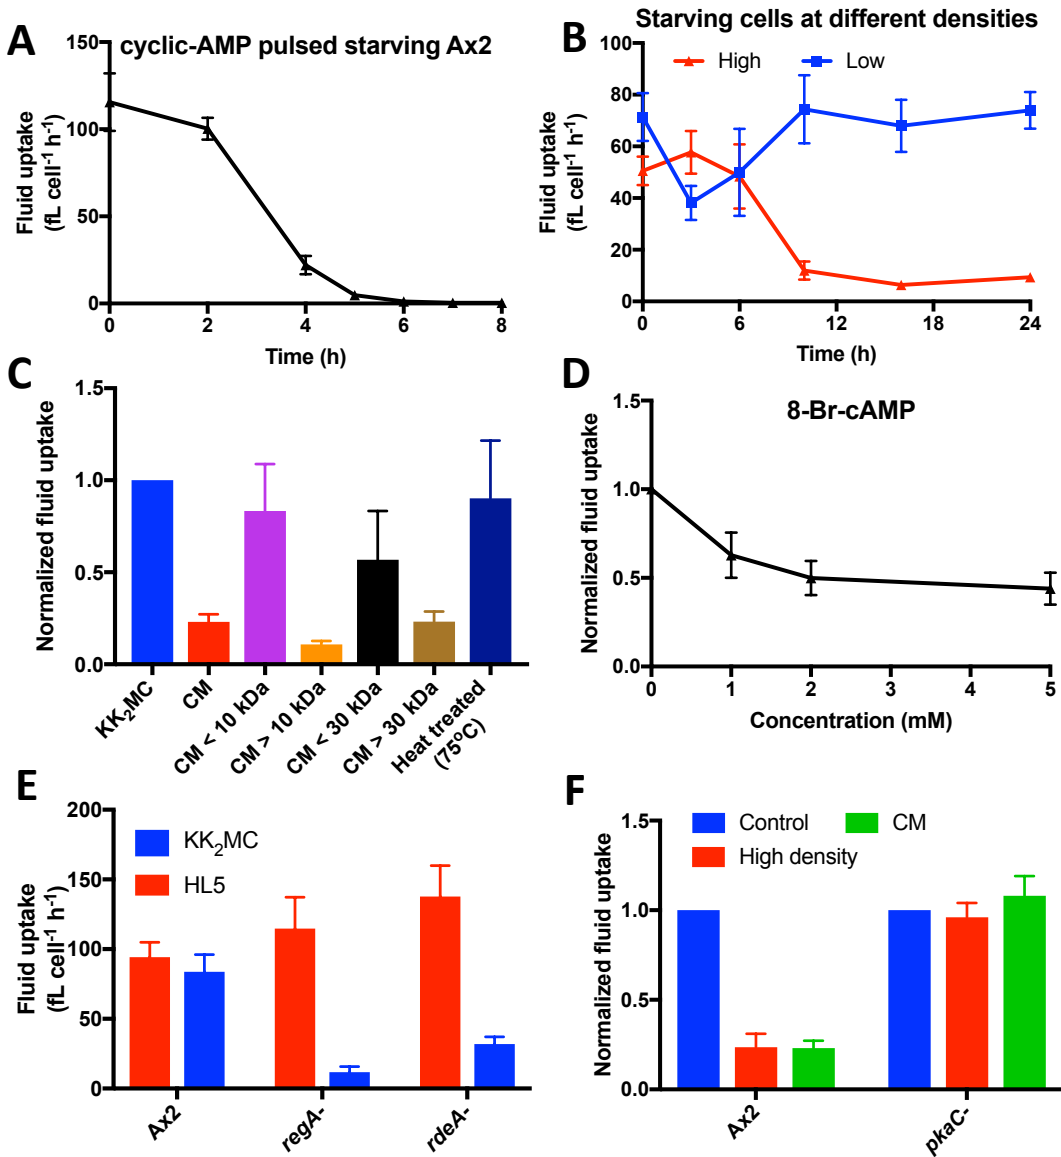 A
cyclic-AMP pulsed starving Ax2
Fluid uptake
(fL cell⁻¹ h⁻¹)
150
100
50
0
0 2 4 6 8
Time (h)
B
Starving cells at different densities
High Low
Fluid uptake
(fL cell⁻¹ h⁻¹)
100
80
60
40
20
0
0 6 12 18 24
Time (h)
C
Normalized fluid uptake
1.5
1.0
0.5
0.0
KK₂MC
CM
CM < 10 kDa
CM > 10 kDa
CM < 30 kDa
CM > 30 kDa
Heat treated
(75°C)
D
8-Br-cAMP
Normalized fluid uptake
1.5
1.0
0.5
0.0
0 1 2 3 4 5
Concentration (mM)
E
KK₂MC
HL5
Fluid uptake
(fL cell⁻¹ h⁻¹)
200
150
100
50
0
Ax2
regA-
rdeA-
F
Control CM
High density
Normalized fluid uptake
1.5
1.0
0.5
0.0
Ax2
pkaC-